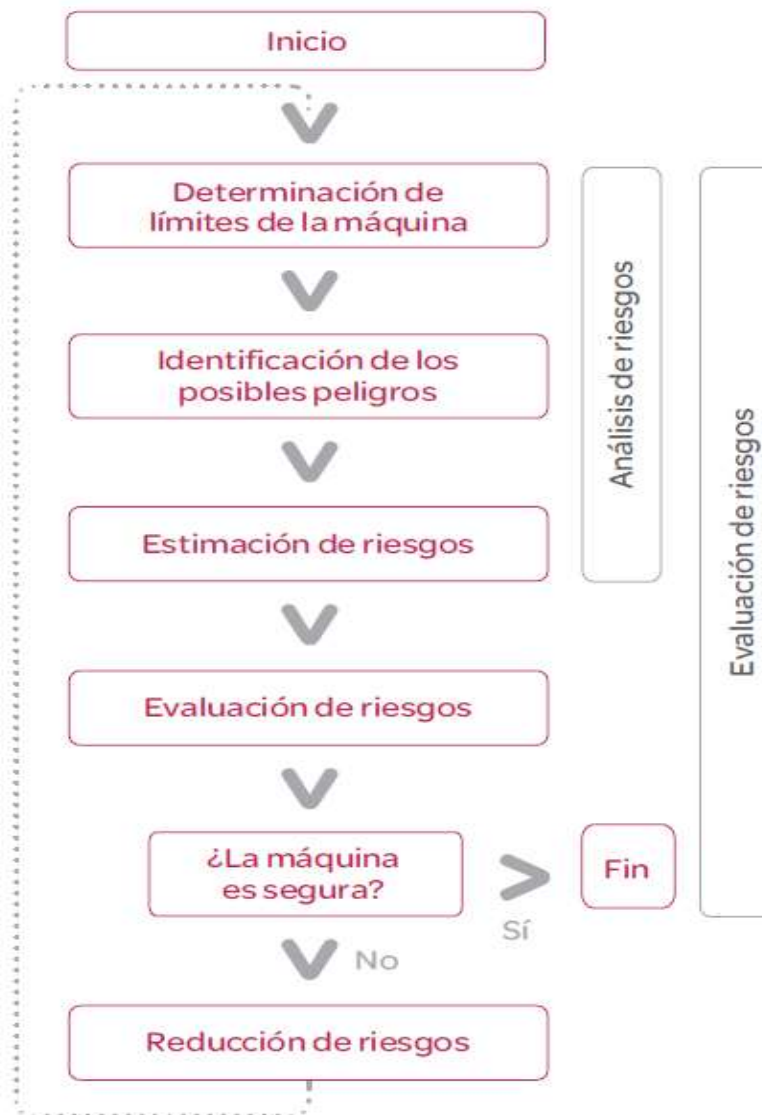 Inicio
Determinación de
límites de la máquina
Identificación de los
posibles peligros
Estimación de riesgos
Evaluación de riesgos
¿La máquina
es segura?
Sí
Fin
No
Reducción de riesgos
Análisis de riesgos
Evaluación de riesgos